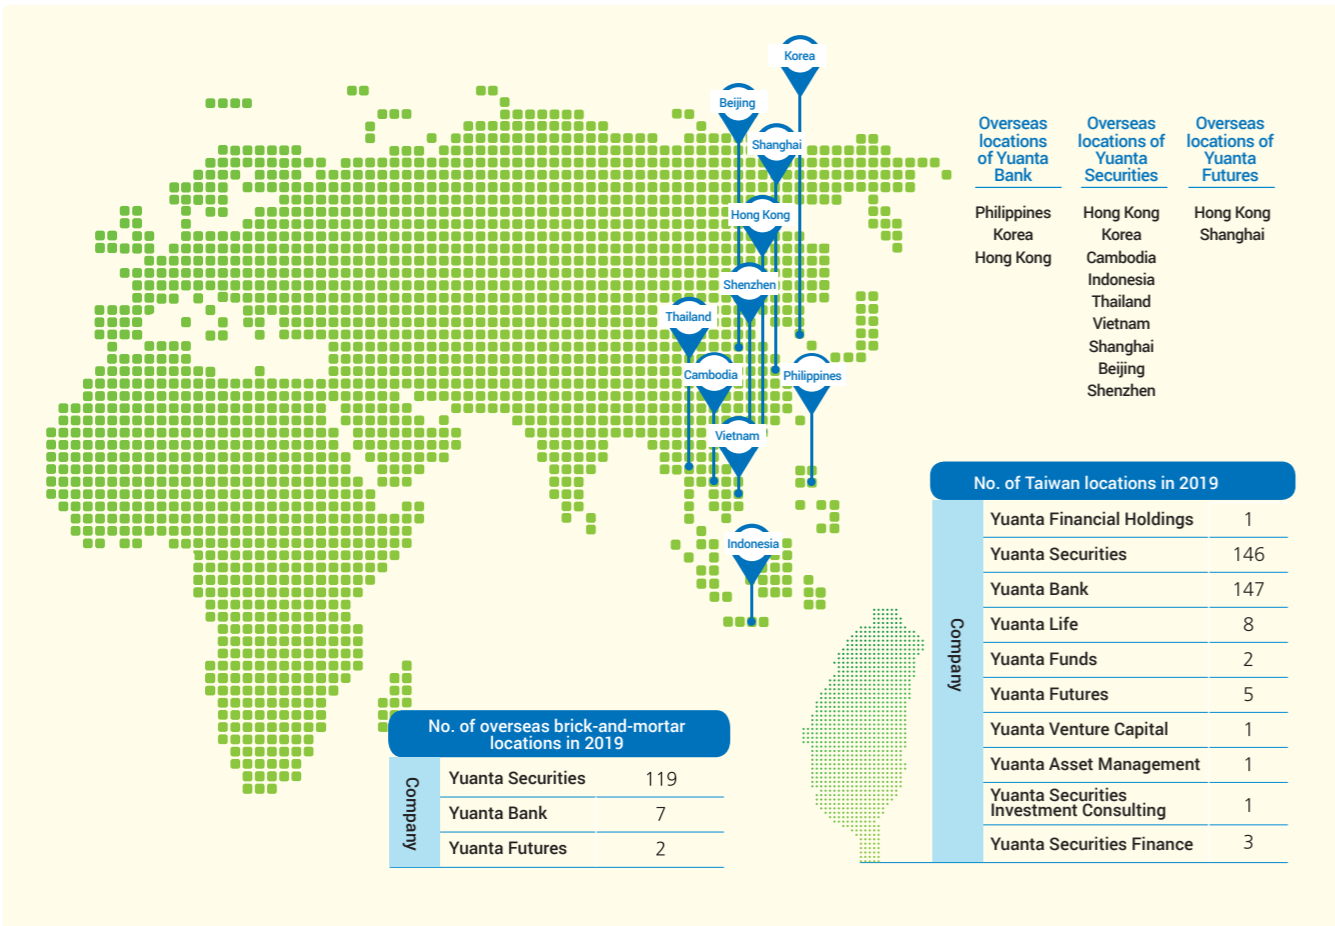 Korea
Beijing
Shanghai
Hong Kong
Shenzhen
Thailand
Cambodia
Philippines
Vietnam
Indonesia
Overseas
locations
of Yuanta
Bank
Philippines
Korea
Hong Kong
Overseas
locations of
Yuanta
Securities
Hong Kong
Korea
Cambodia
Indonesia
Thailand
Vietnam
Shanghai
Beijing
Shenzhen
Overseas
locations of
Yuanta
Futures
Hong Kong
Shanghai
No. of Taiwan locations in 2019
Company
Yuanta Financial Holdings 1
Yuanta Securities 146
Yuanta Bank 147
Yuanta Life 8
Yuanta Funds 2
Yuanta Futures 5
Yuanta Venture Capital 1
Yuanta Asset Management 1
Yuanta Securities
Investment Consulting 1
Yuanta Securities Finance 3
No. of overseas brick-and-mortar
locations in 2019
Company
Yuanta Securities 119
Yuanta Bank 7
Yuanta Futures 2